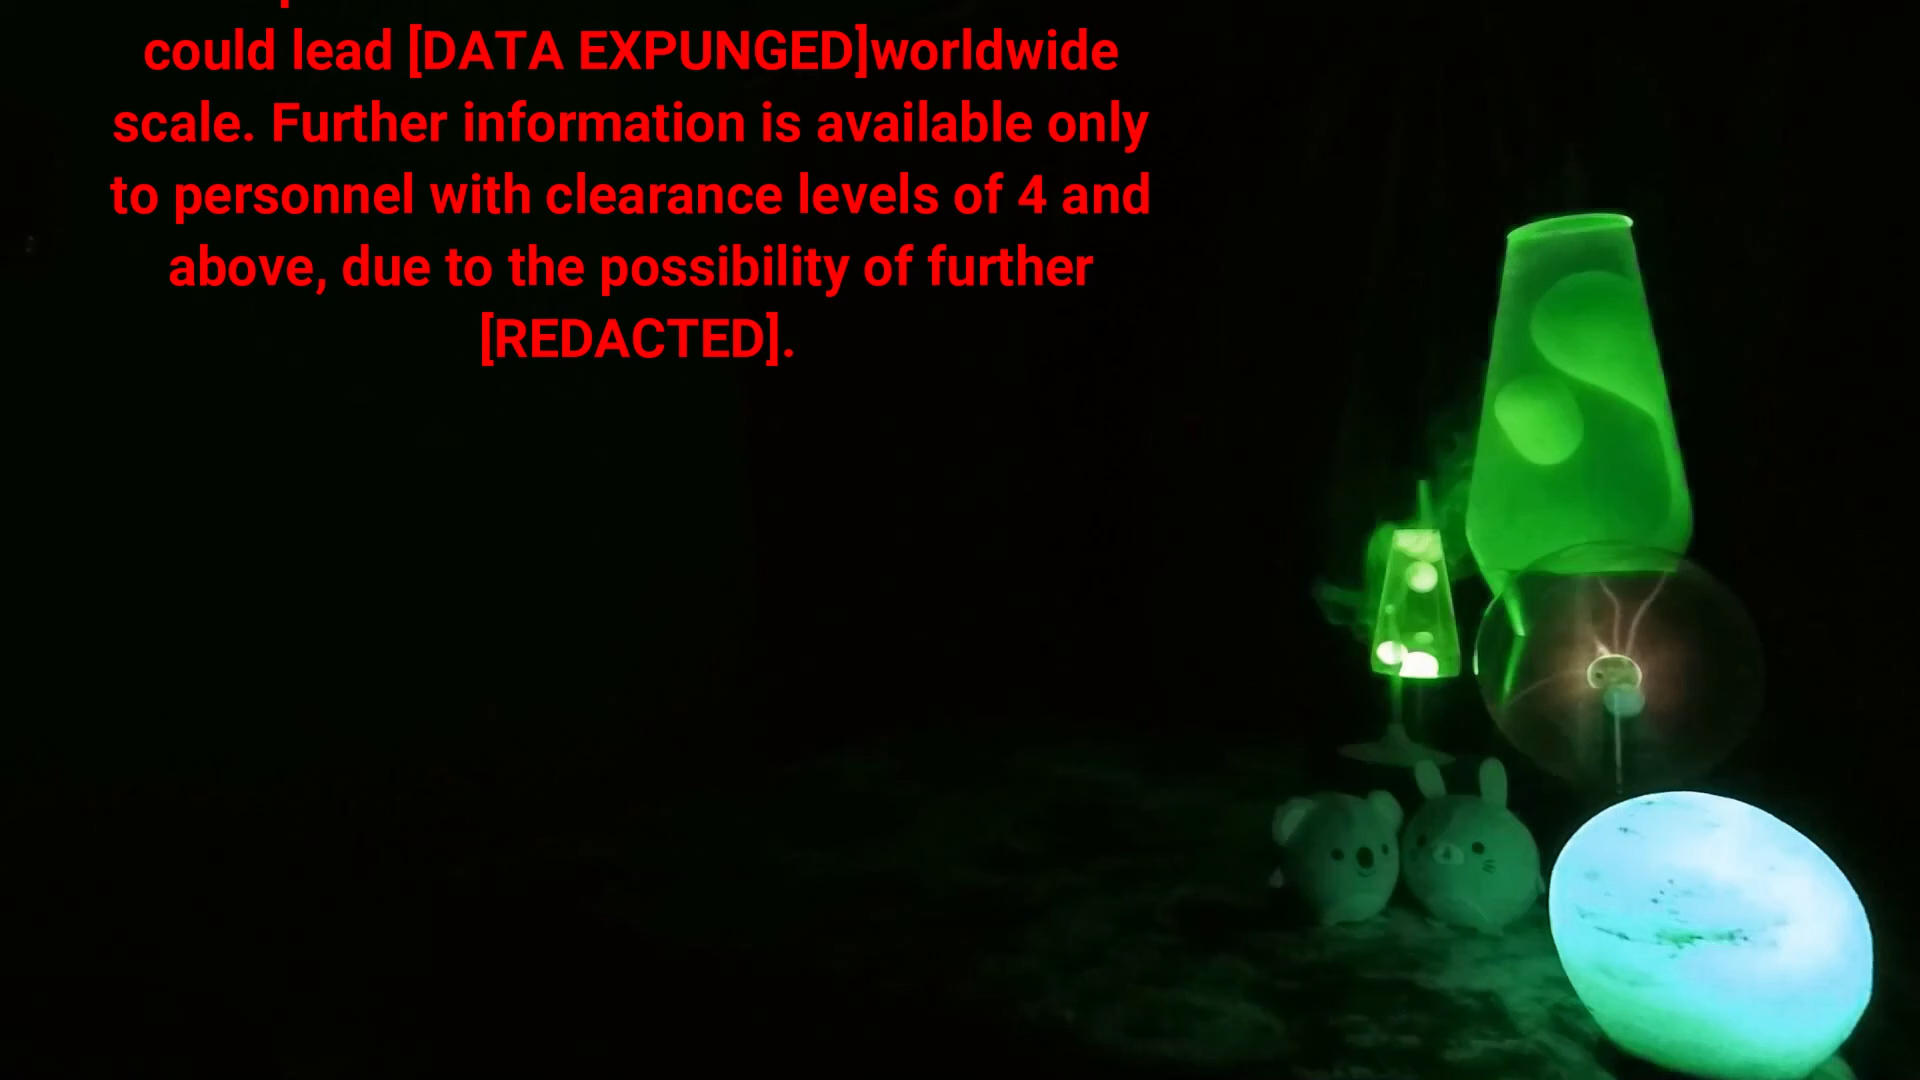 could lead [DATA EXPUNGED]worldwide
scale. Further information is available only
to personnel with clearance levels of 4 and
above, due to the possibility of further
[REDACTED].